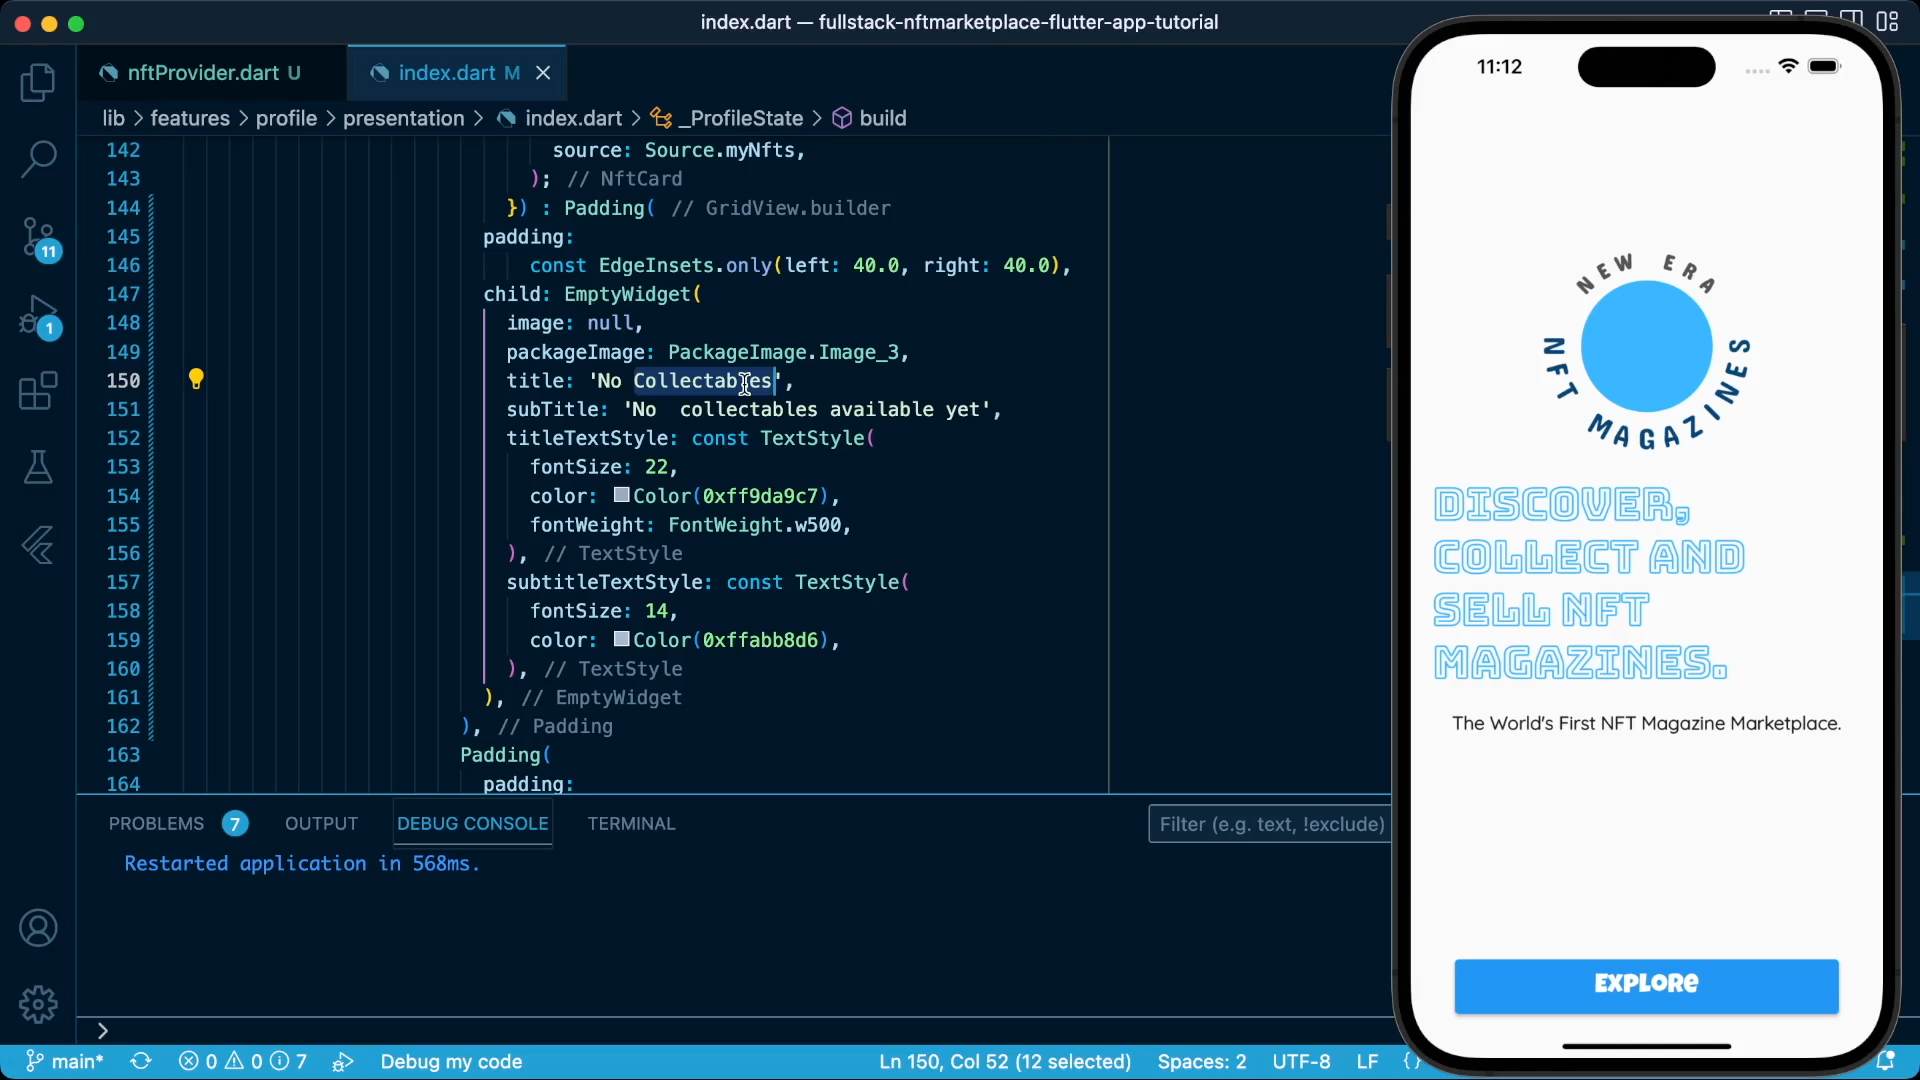 index.dart — fullstack-nftmarketplace-flutter-app-tutorial
nftProvider.dart U
index.dart M
lib > features > profile > presentation > index.dart > _ProfileState > build
142 source: Source.myNfts,
143 ); // NftCard
144 }) : Padding( // GridView.builder
145 padding:
146 const EdgeInsets.only(left: 40.0, right: 40.0),
147 child: EmptyWidget(
148 image: null,
149 packageImage: PackageImage.Image_3,
150 title: 'No Collectables',
151 subTitle: 'No  collectables available yet',
152 titleTextStyle: const TextStyle(
153 fontSize: 22,
154 color: Color(0xff9da9c7),
155 fontWeight: FontWeight.w500,
156 ), // TextStyle
157 subtitleTextStyle: const TextStyle(
158 fontSize: 14,
159 color: Color(0xffabb8d6),
160 ), // TextStyle
161 ), // EmptyWidget
162 ), // Padding
163 Padding(
164 padding:
11
1
PROBLEMS 7 OUTPUT DEBUG CONSOLE TERMINAL
Filter (e.g. text, !exclude)
Restarted application in 568ms.
>
main* 0 0 7 Debug my code
Ln 150, Col 52 (12 selected) Spaces: 2 UTF-8 LF {
11:12
NEW ERA
NFT MAGAZINES
DISCOVER,
COLLECT AND
SELL NFT
MAGAZINES.
The World's First NFT Magazine Marketplace.
EXPLORE